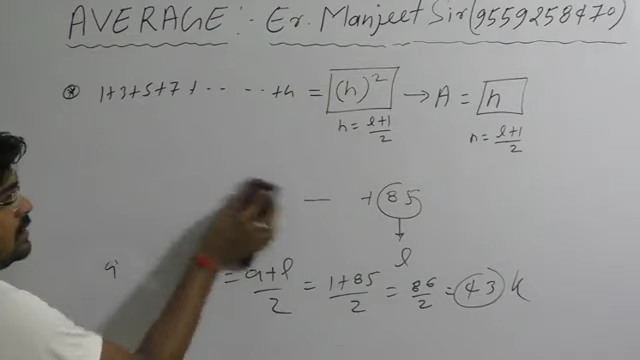 AVERAGE :- Er. Manjeet Sir (9559258470)
* 1+3+5+7+ ... ... +n = (n)² → A = n
n = l+1/2 n = l+1/2
— + 85
l
= a+l/2 = 1+85/2 = 86/2 = 43